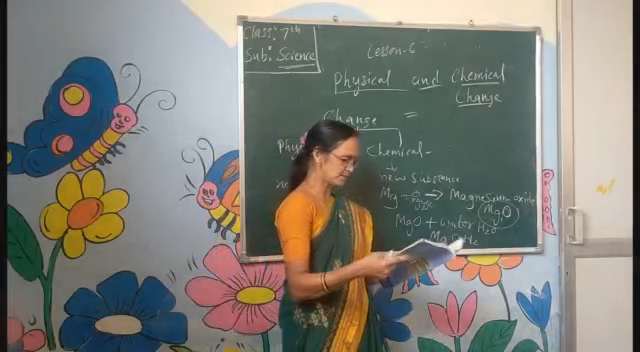 Class: 7th
Sub: Science
Lesson-6
Physical and Chemical
Change
Change =
Chemical
new substance
Mg + O → Magnesium oxide
MgO
MgO + water H2O